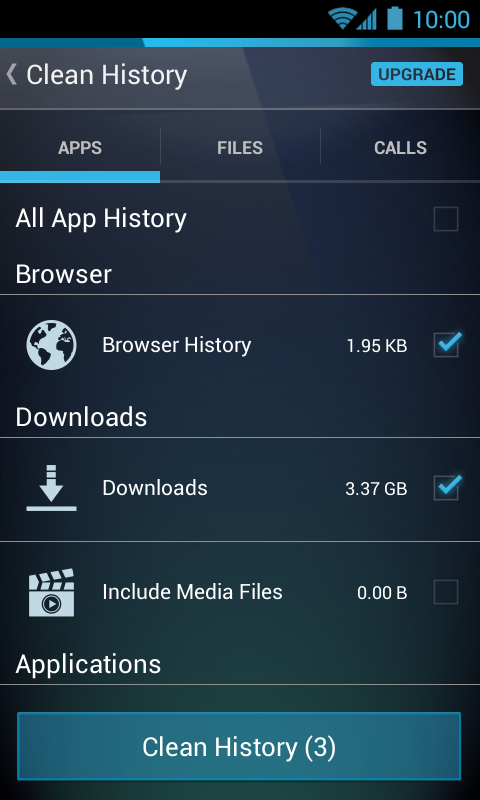 10:00
Clean History
UPGRADE
APPS FILES CALLS
All App History
Browser
Browser History 1.95 KB
Downloads
Downloads 3.37 GB
Include Media Files 0.00 B
Applications
Clean History (3)